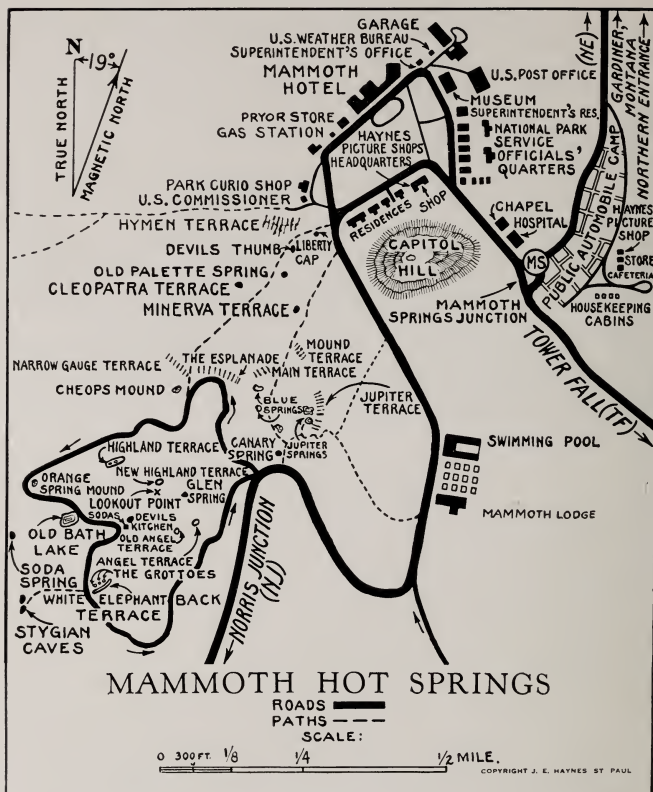 GARAGE
U.S. WEATHER BUREAU
SUPERINTENDENT'S OFFICE
MAMMOTH
HOTEL
U.S. POST OFFICE
MUSEUM
SUPERINTENDENT'S RES.
NATIONAL PARK
SERVICE
OFFICIALS'
QUARTERS
(NE)
GARDINER,
MONTANA
NORTHERN ENTRANCE
N
19°
TRUE NORTH
MAGNETIC NORTH
PRYOR STORE
GAS STATION
HAYNES
PICTURE SHOPS
HEADQUARTERS
PARK CURIO SHOP
U.S. COMMISSIONER
RESIDENCES
SHOP
CHAPEL
HOSPITAL
PUBLIC AUTOMOBILE CAMP
HAYNES
PICTURE
SHOP
STORE
CAFETERIA
HYMEN TERRACE
DEVILS THUMB
LIBERTY
CAP
CAPITOL
HILL
MS
OLD PALETTE SPRING
CLEOPATRA TERRACE
MINERVA TERRACE
MAMMOTH
SPRINGS JUNCTION
HOUSEKEEPING
CABINS
TOWER FALL (TF)
NARROW GAUGE TERRACE
THE ESPLANADE
MOUND
TERRACE
MAIN TERRACE
CHEOPS MOUND
BLUE
SPRINGS
JUPITER
TERRACE
HIGHLAND TERRACE
CANARY
SPRING
JUPITER
SPRINGS
SWIMMING POOL
NEW HIGHLAND TERRACE
ORANGE
SPRING MOUND
GLEN
SPRING
LOOKOUT POINT
SODAS
DEVILS
KITCHEN
OLD BATH
LAKE
OLD ANGEL
TERRACE
MAMMOTH LODGE
ANGEL TERRACE
THE GROTTOES
SODA
SPRING
WHITE ELEPHANT BACK
TERRACE
STYGIAN
CAVES
NORRIS JUNCTION
(NJ)
MAMMOTH HOT SPRINGS
ROADS
PATHS
SCALE:
0 300 FT. 1/8 1/4 1/2 MILE.
COPYRIGHT J. E. HAYNES ST PAUL